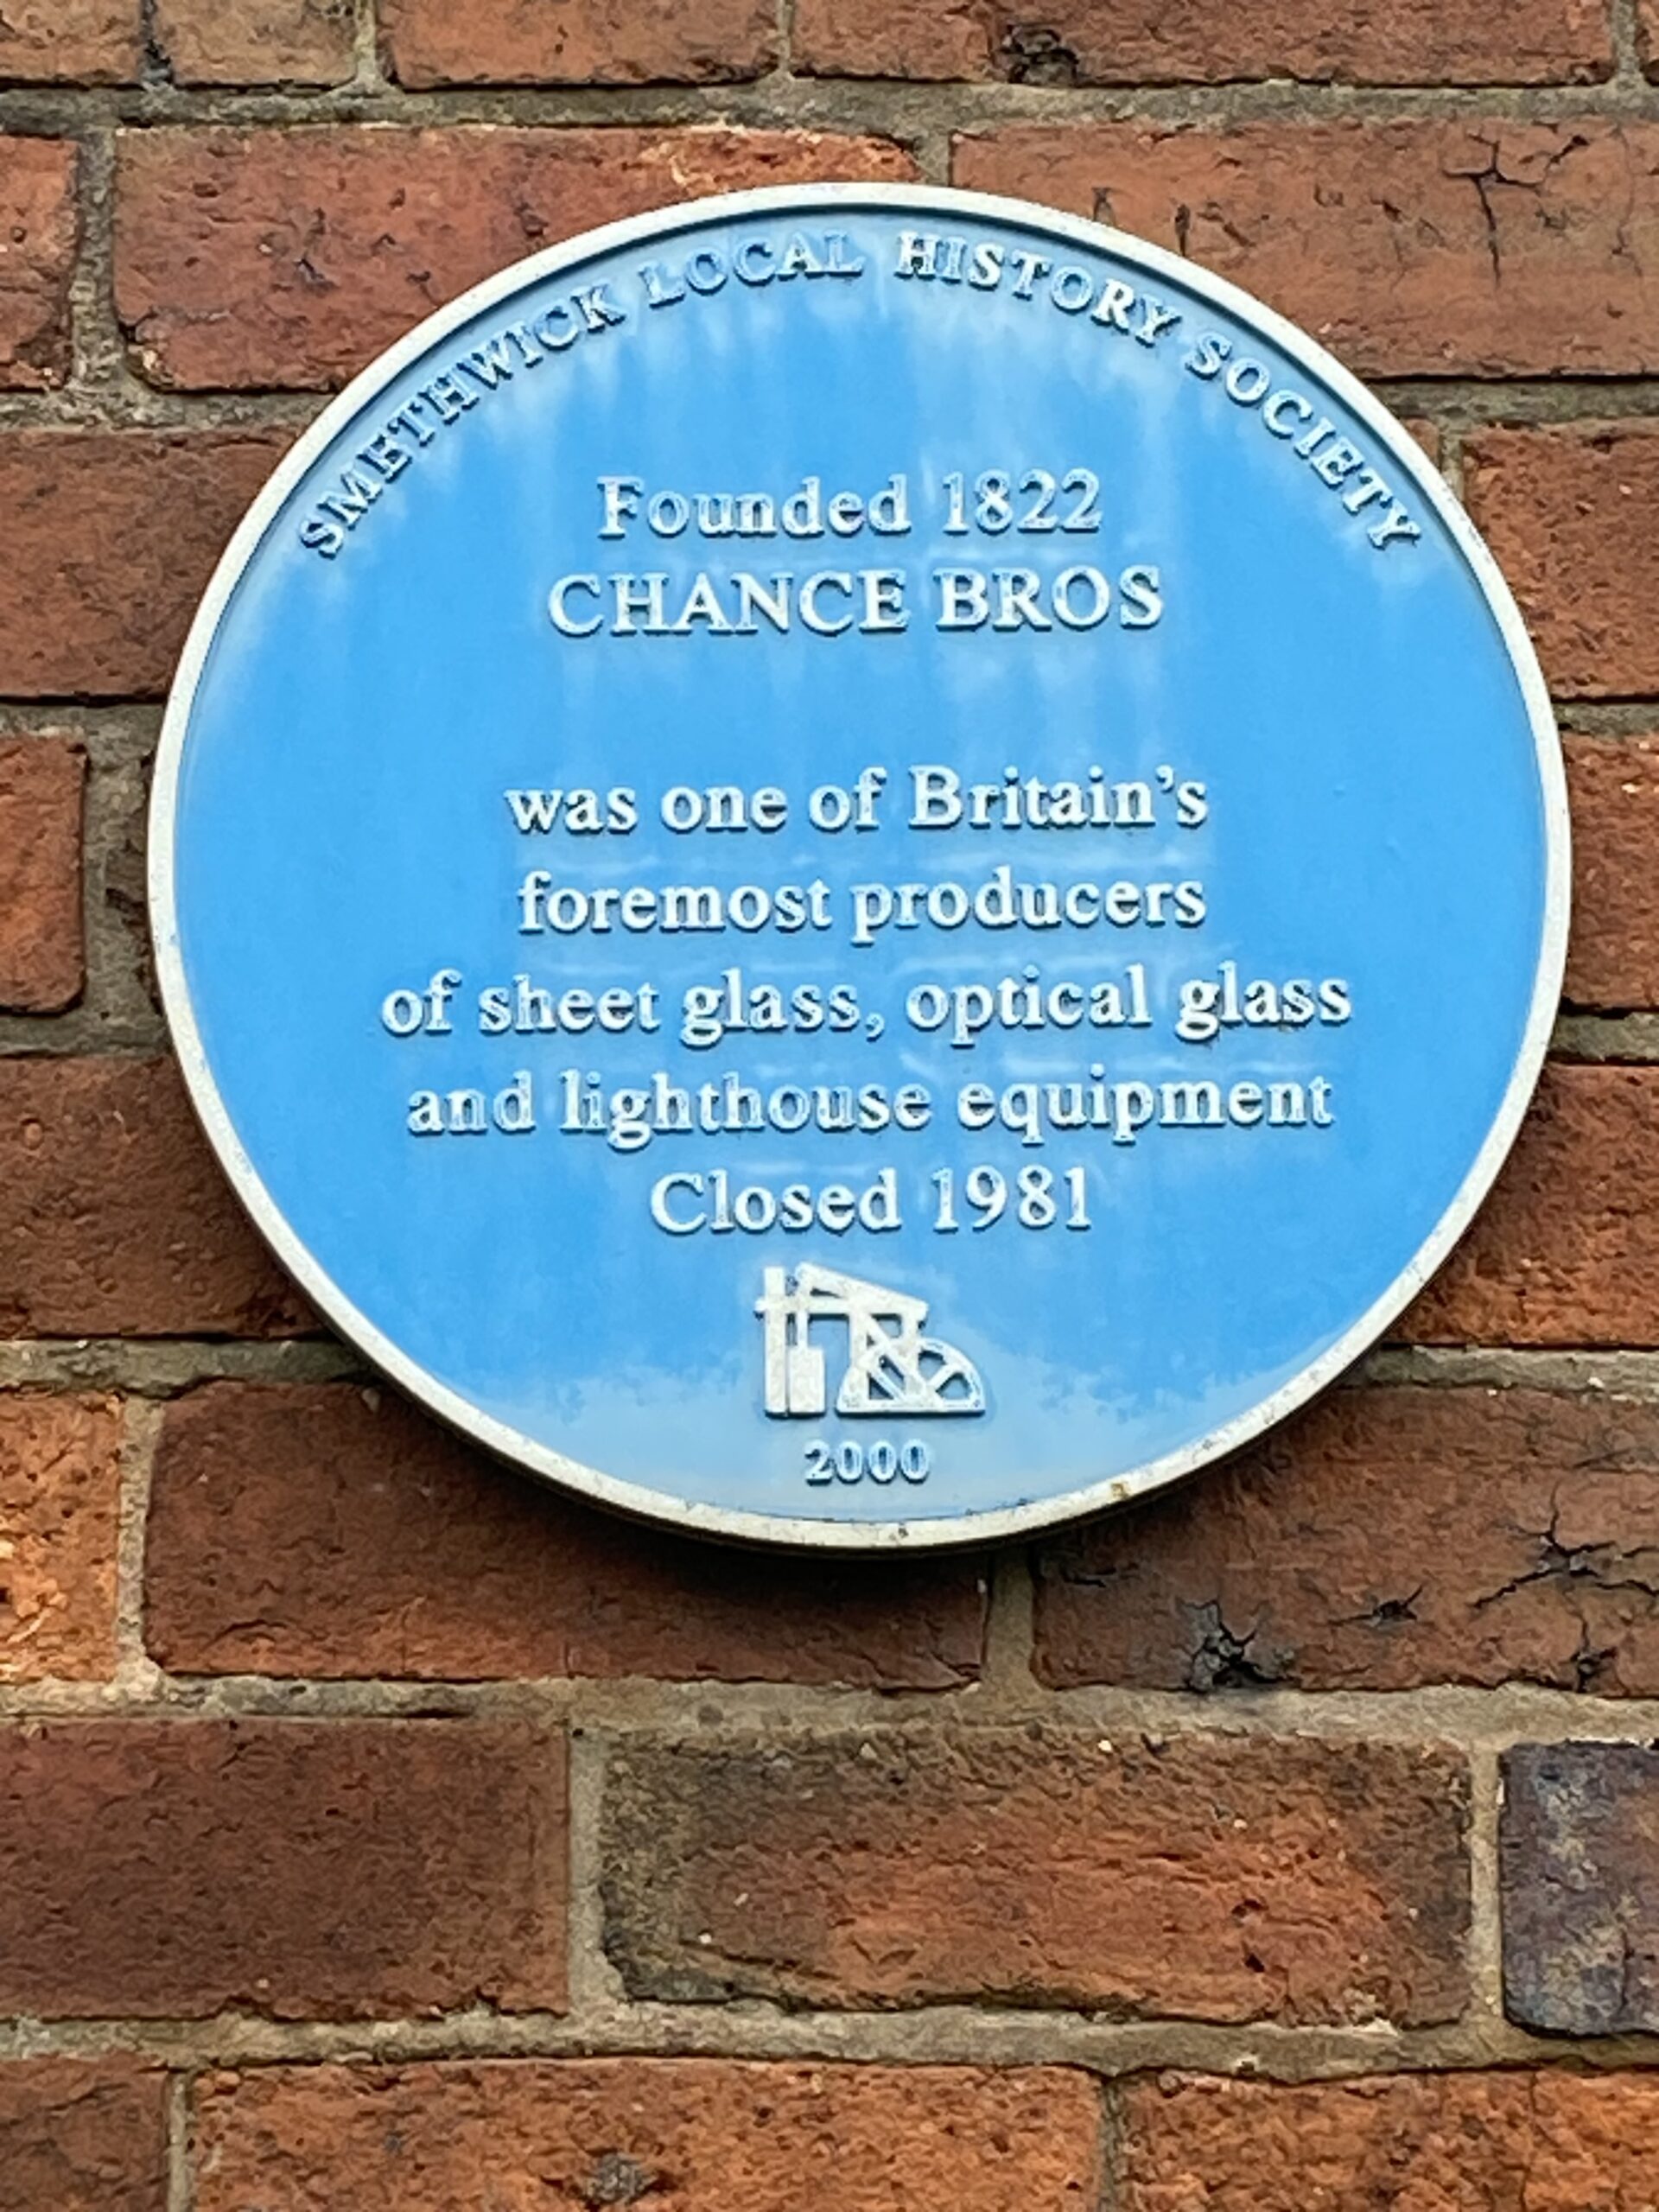 SMETHWICK LOCAL HISTORY SOCIETY
Founded 1822
CHANCE BROS
was one of Britain's
foremost producers
of sheet glass, optical glass
and lighthouse equipment
Closed 1981
2000